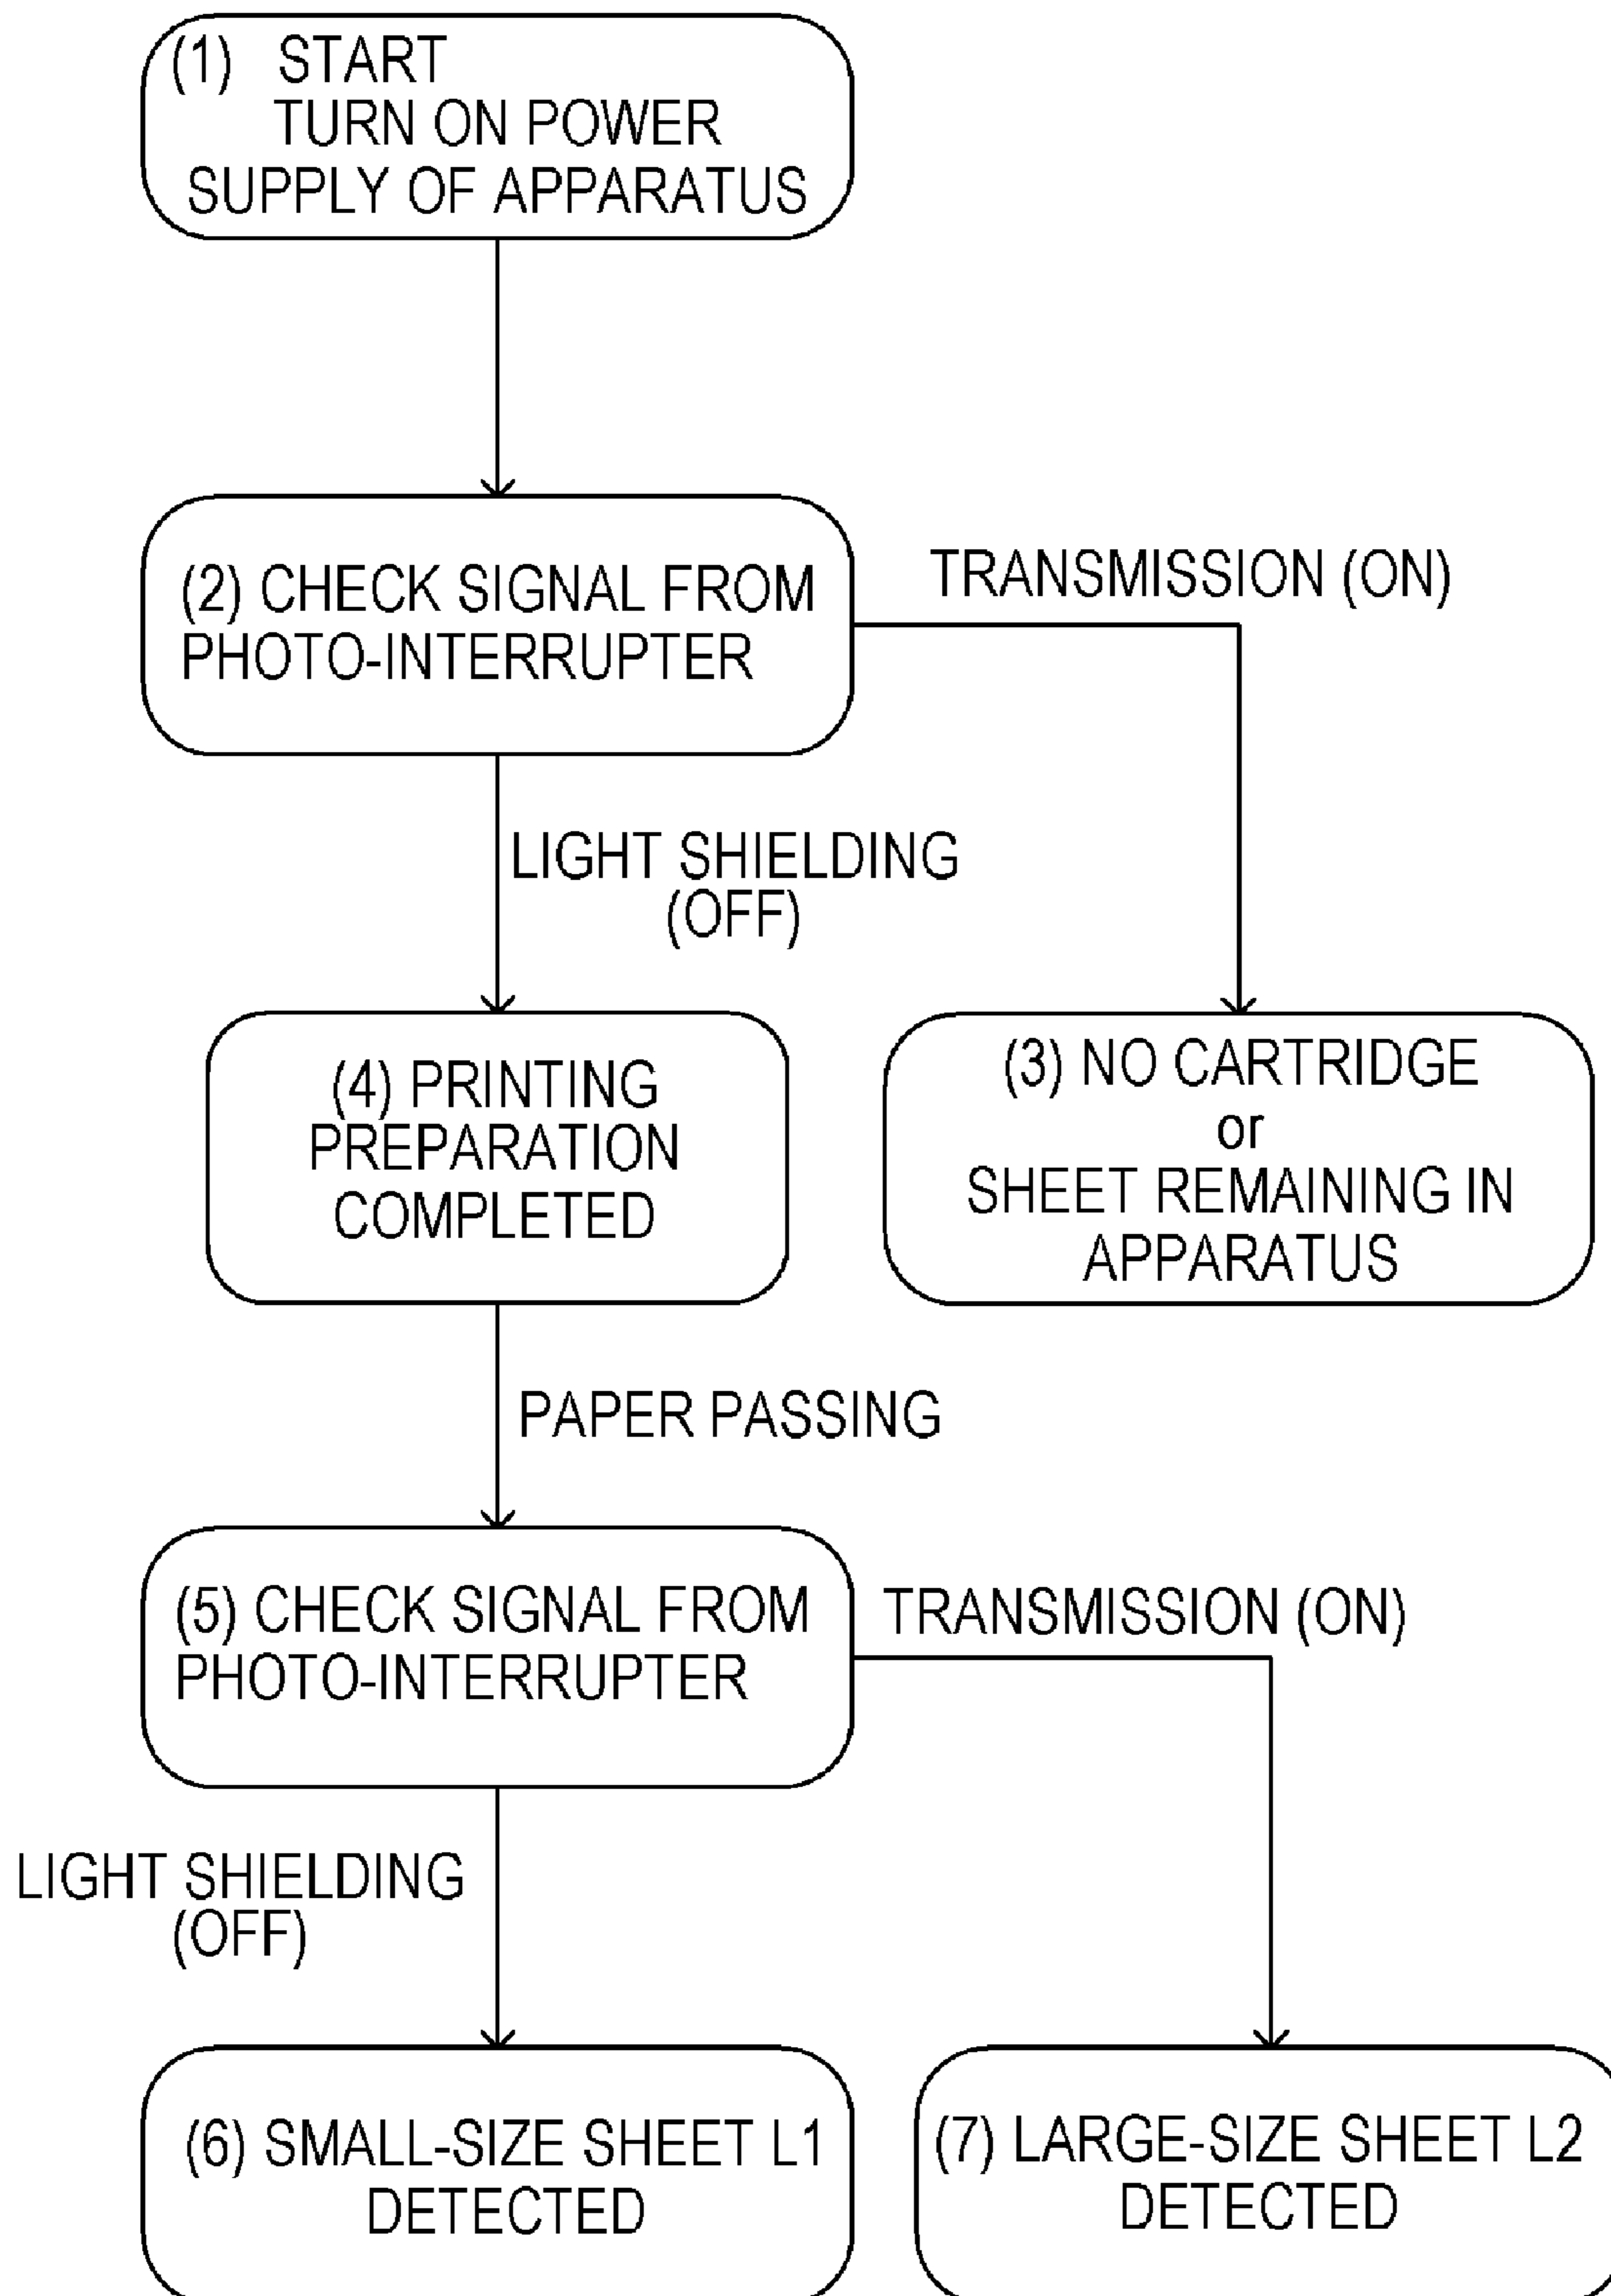 (1) START
TURN ON POWER
SUPPLY OF APPARATUS
(2) CHECK SIGNAL FROM
PHOTO-INTERRUPTER
TRANSMISSION (ON)
LIGHT SHIELDING
(OFF)
(4) PRINTING
PREPARATION
COMPLETED
(3) NO CARTRIDGE
or
SHEET REMAINING IN
APPARATUS
PAPER PASSING
(5) CHECK SIGNAL FROM
PHOTO-INTERRUPTER
TRANSMISSION (ON)
LIGHT SHIELDING
(OFF)
(6) SMALL-SIZE SHEET L1
DETECTED
(7) LARGE-SIZE SHEET L2
DETECTED